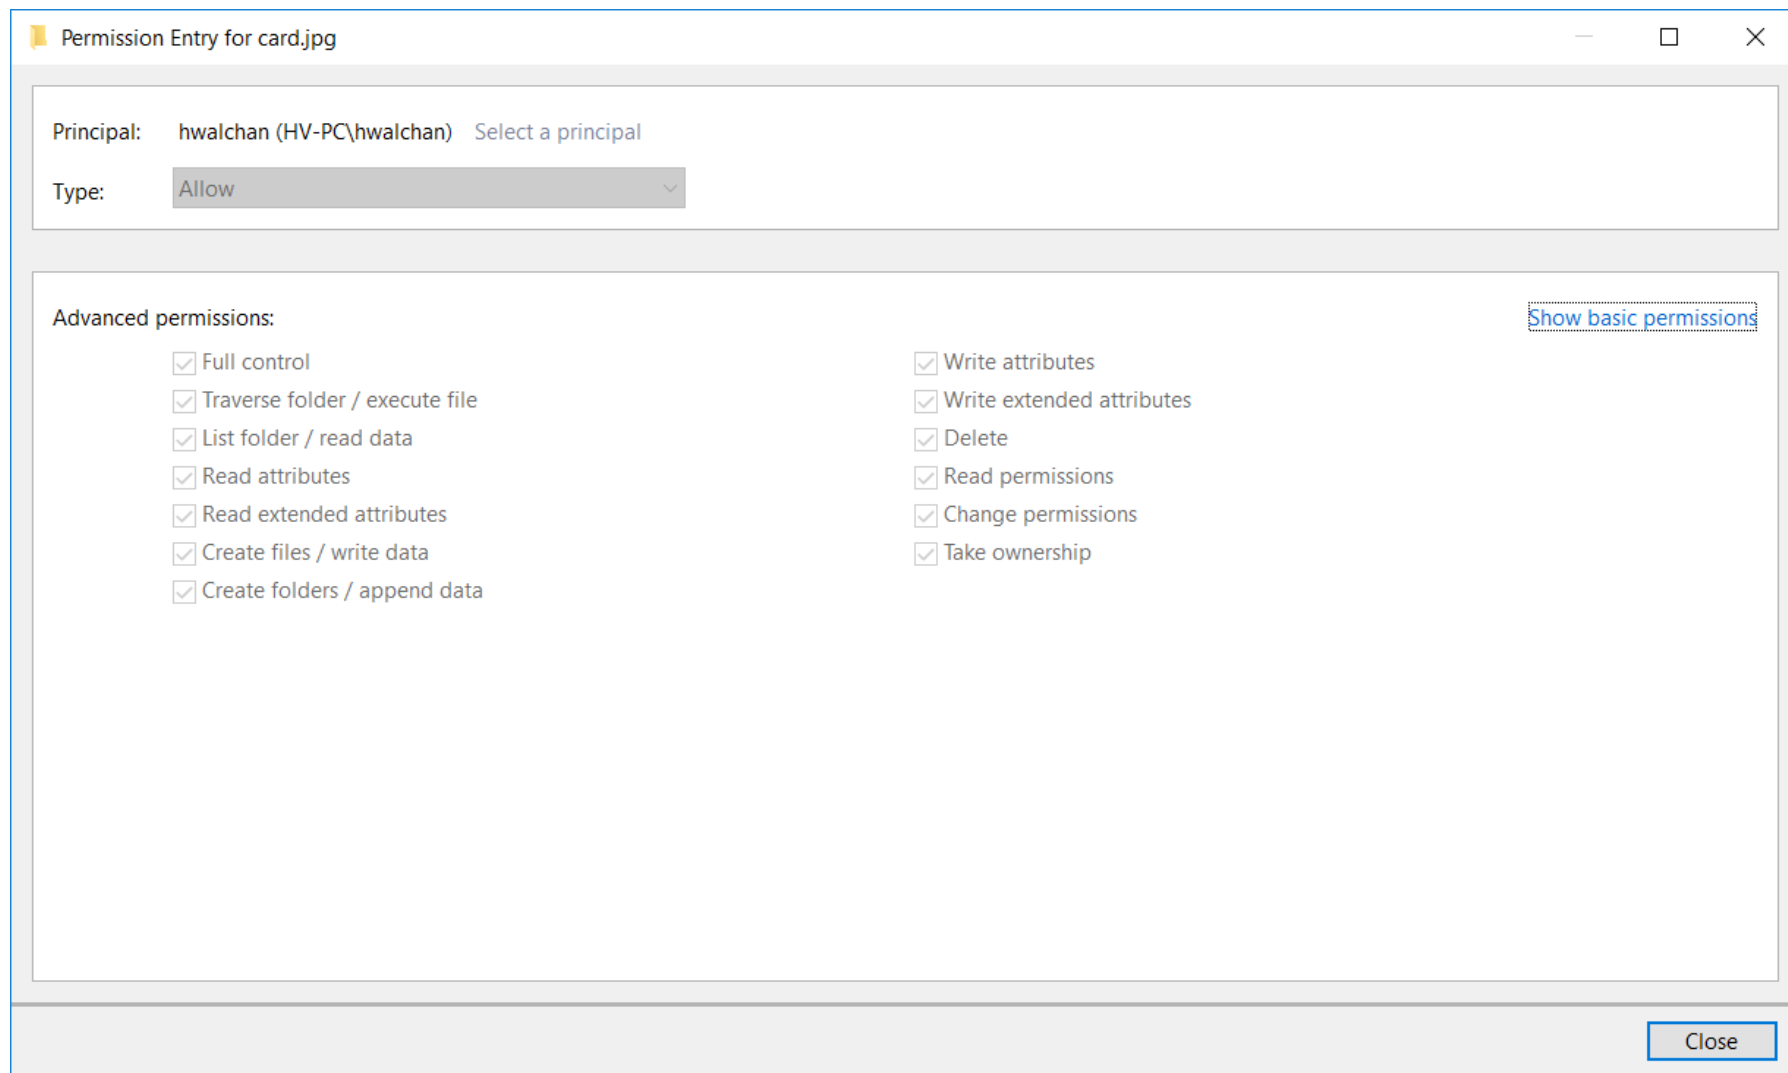 Permission Entry for card.jpg
Principal: hwalchan (HV-PC\hwalchan) Select a principal
Type: Allow
Advanced permissions: Show basic permissions
Full control
Traverse folder / execute file
List folder / read data
Read attributes
Read extended attributes
Create files / write data
Create folders / append data
Write attributes
Write extended attributes
Delete
Read permissions
Change permissions
Take ownership
Close